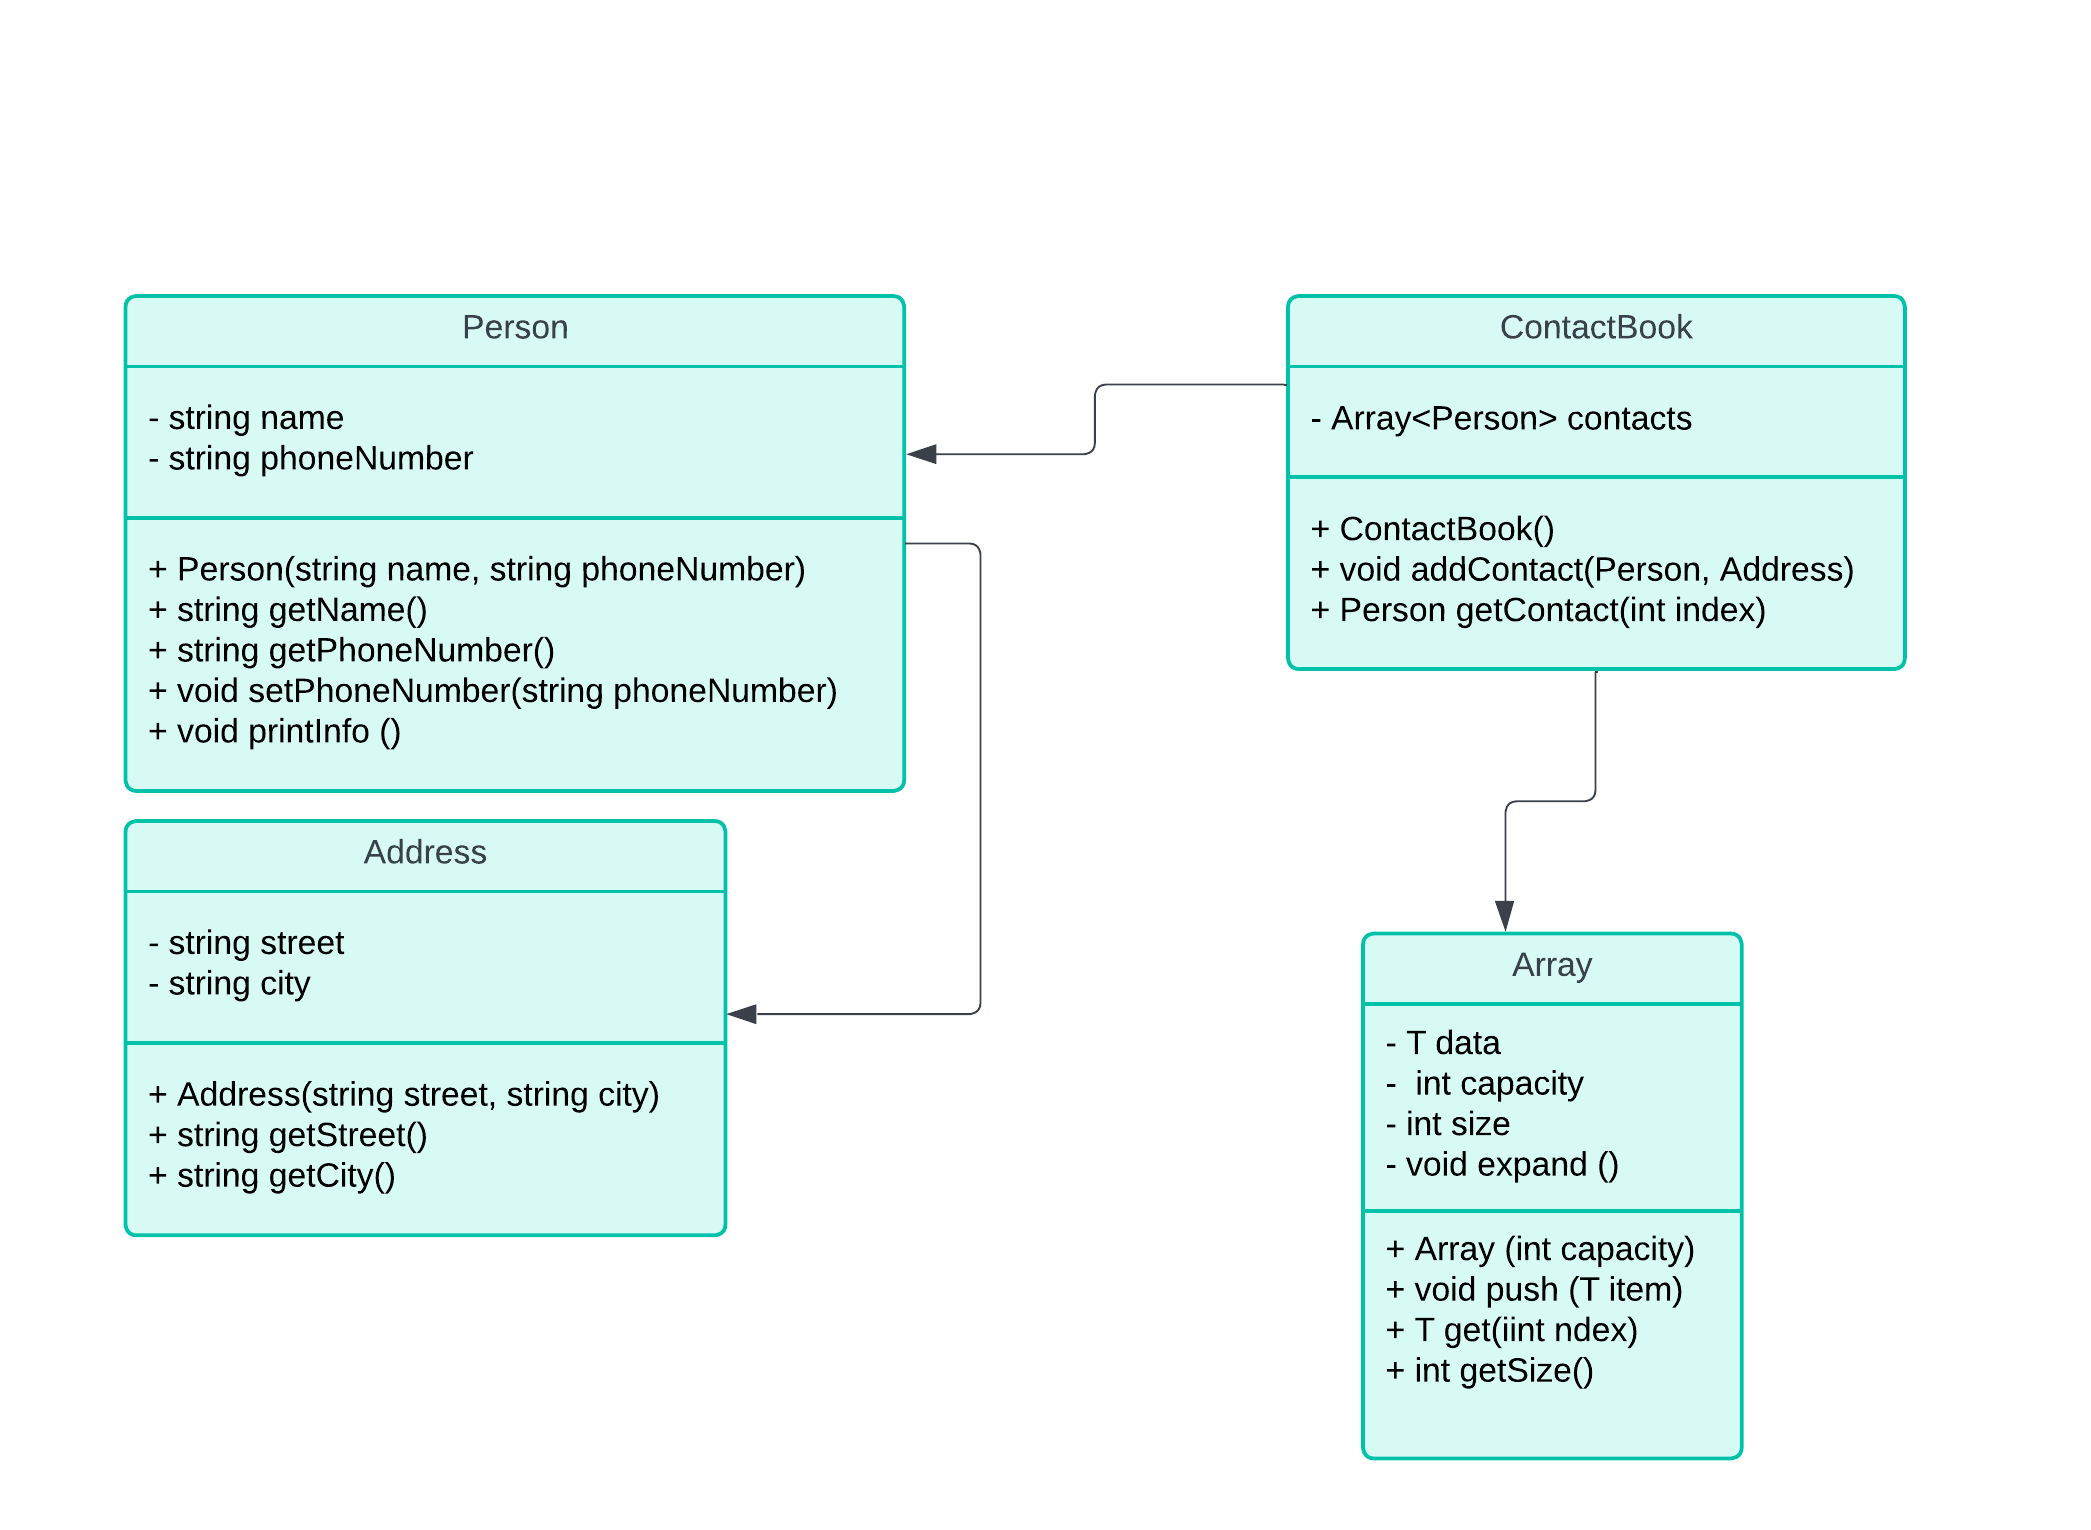 Person
- string name
- string phoneNumber
+ Person(string name, string phoneNumber)
+ string getName()
+ string getPhoneNumber()
+ void setPhoneNumber(string phoneNumber)
+ void printInfo ()
ContactBook
- Array<Person> contacts
+ ContactBook()
+ void addContact(Person, Address)
+ Person getContact(int index)
Address
- string street
- string city
+ Address(string street, string city)
+ string getStreet()
+ string getCity()
Array
- T data
-  int capacity
- int size
- void expand ()
+ Array (int capacity)
+ void push (T item)
+ T get(iint ndex)
+ int getSize()